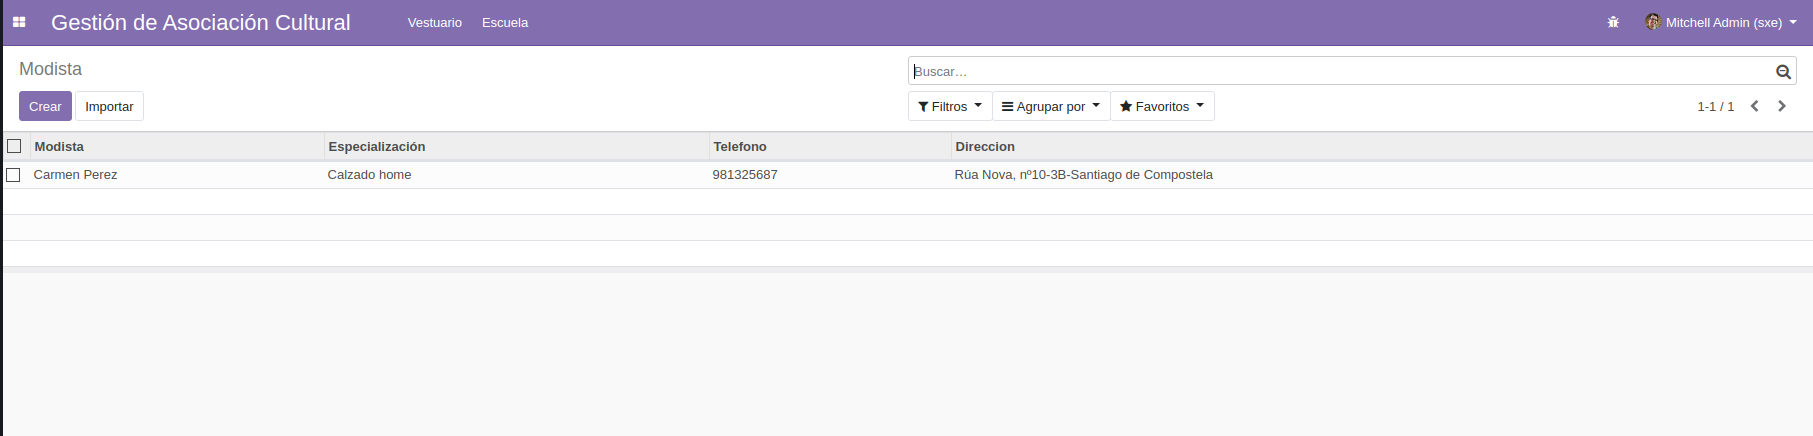 Gestión de Asociación Cultural Vestuario Escuela Mitchell Admin (sxe)
Modista
Buscar...
Crear Importar Filtros Agrupar por Favoritos 1-1 / 1
Modista Especialización Telefono Direccion
Carmen Perez Calzado home 981325687 Rúa Nova, nº10-3B-Santiago de Compostela